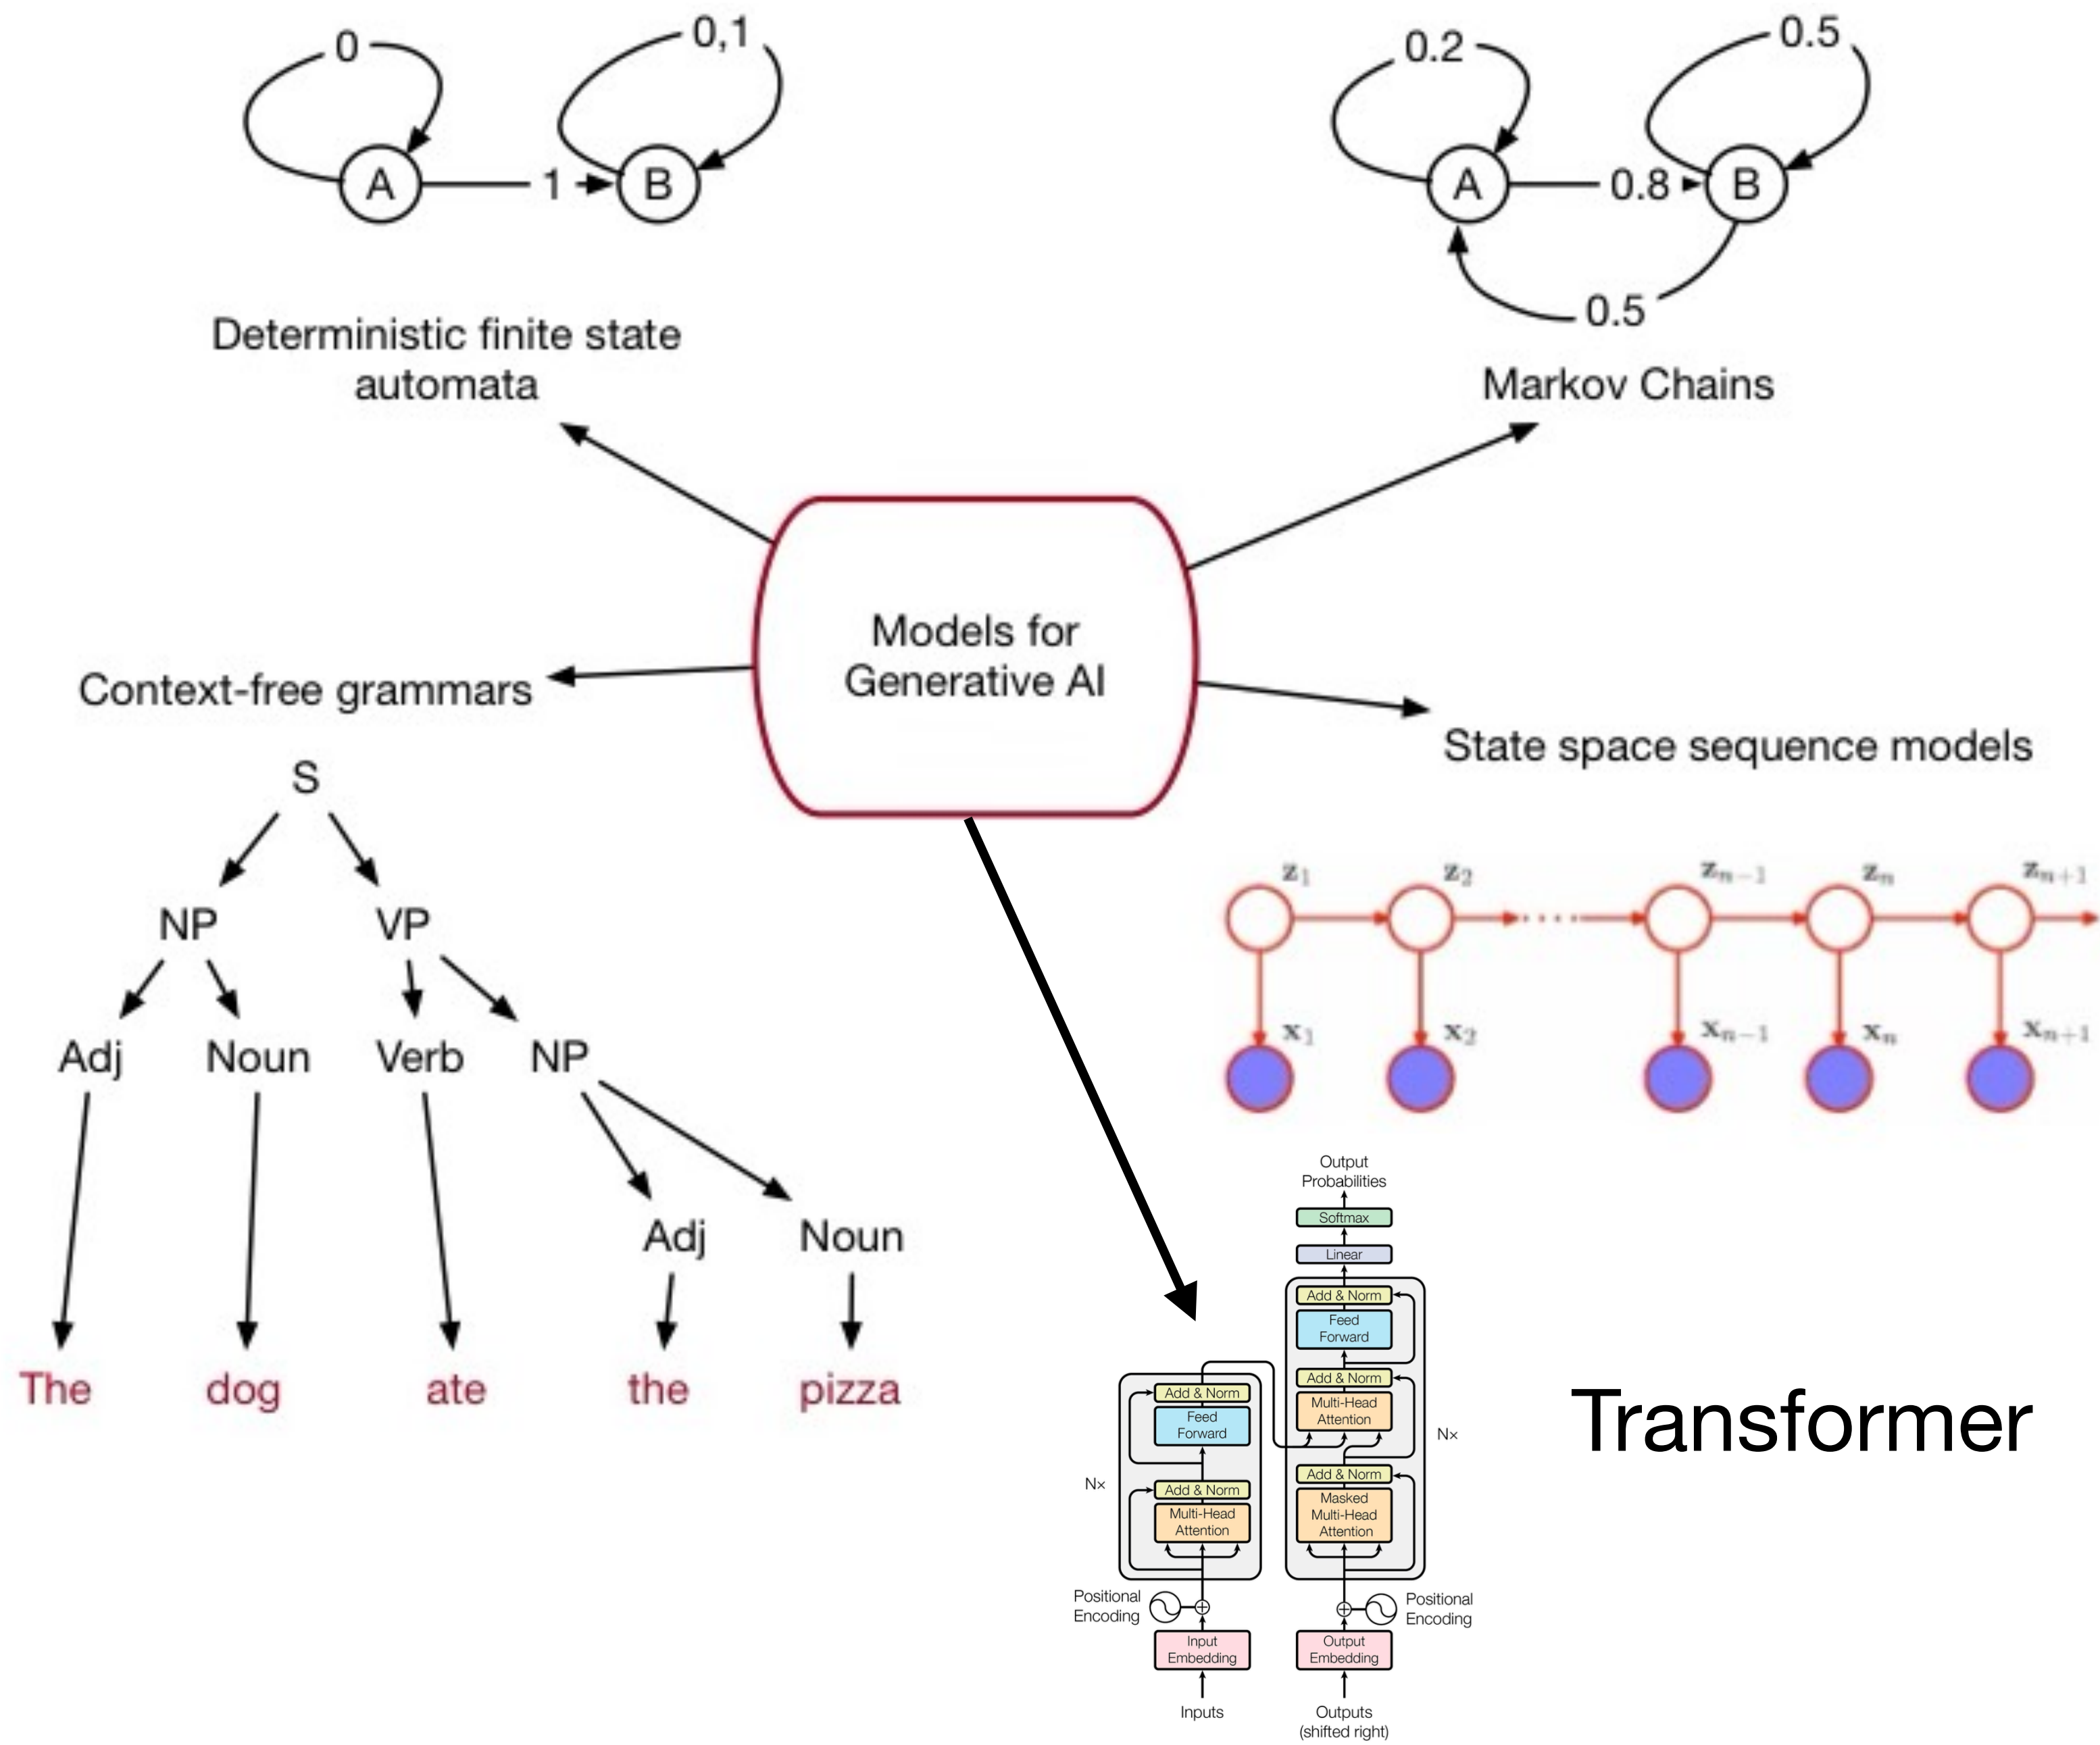 0
0,1
A
1
B
Deterministic finite state
automata
0.2
0.5
A
0.8
B
0.5
Markov Chains
Models for
Generative AI
Context-free grammars
S
NP
VP
Adj
Noun
Verb
NP
Adj
Noun
The
dog
ate
the
pizza
State space sequence models
z1
z2
zn−1
zn
zn+1
x1
x2
xn−1
xn
xn+1
Output
Probabilities
Softmax
Linear
Add & Norm
Feed
Forward
Add & Norm
Multi-Head
Attention
Add & Norm
Masked
Multi-Head
Attention
N×
Add & Norm
Feed
Forward
N×
Add & Norm
Multi-Head
Attention
Positional
Encoding
Positional
Encoding
Input
Embedding
Output
Embedding
Inputs
Outputs
(shifted right)
Transformer